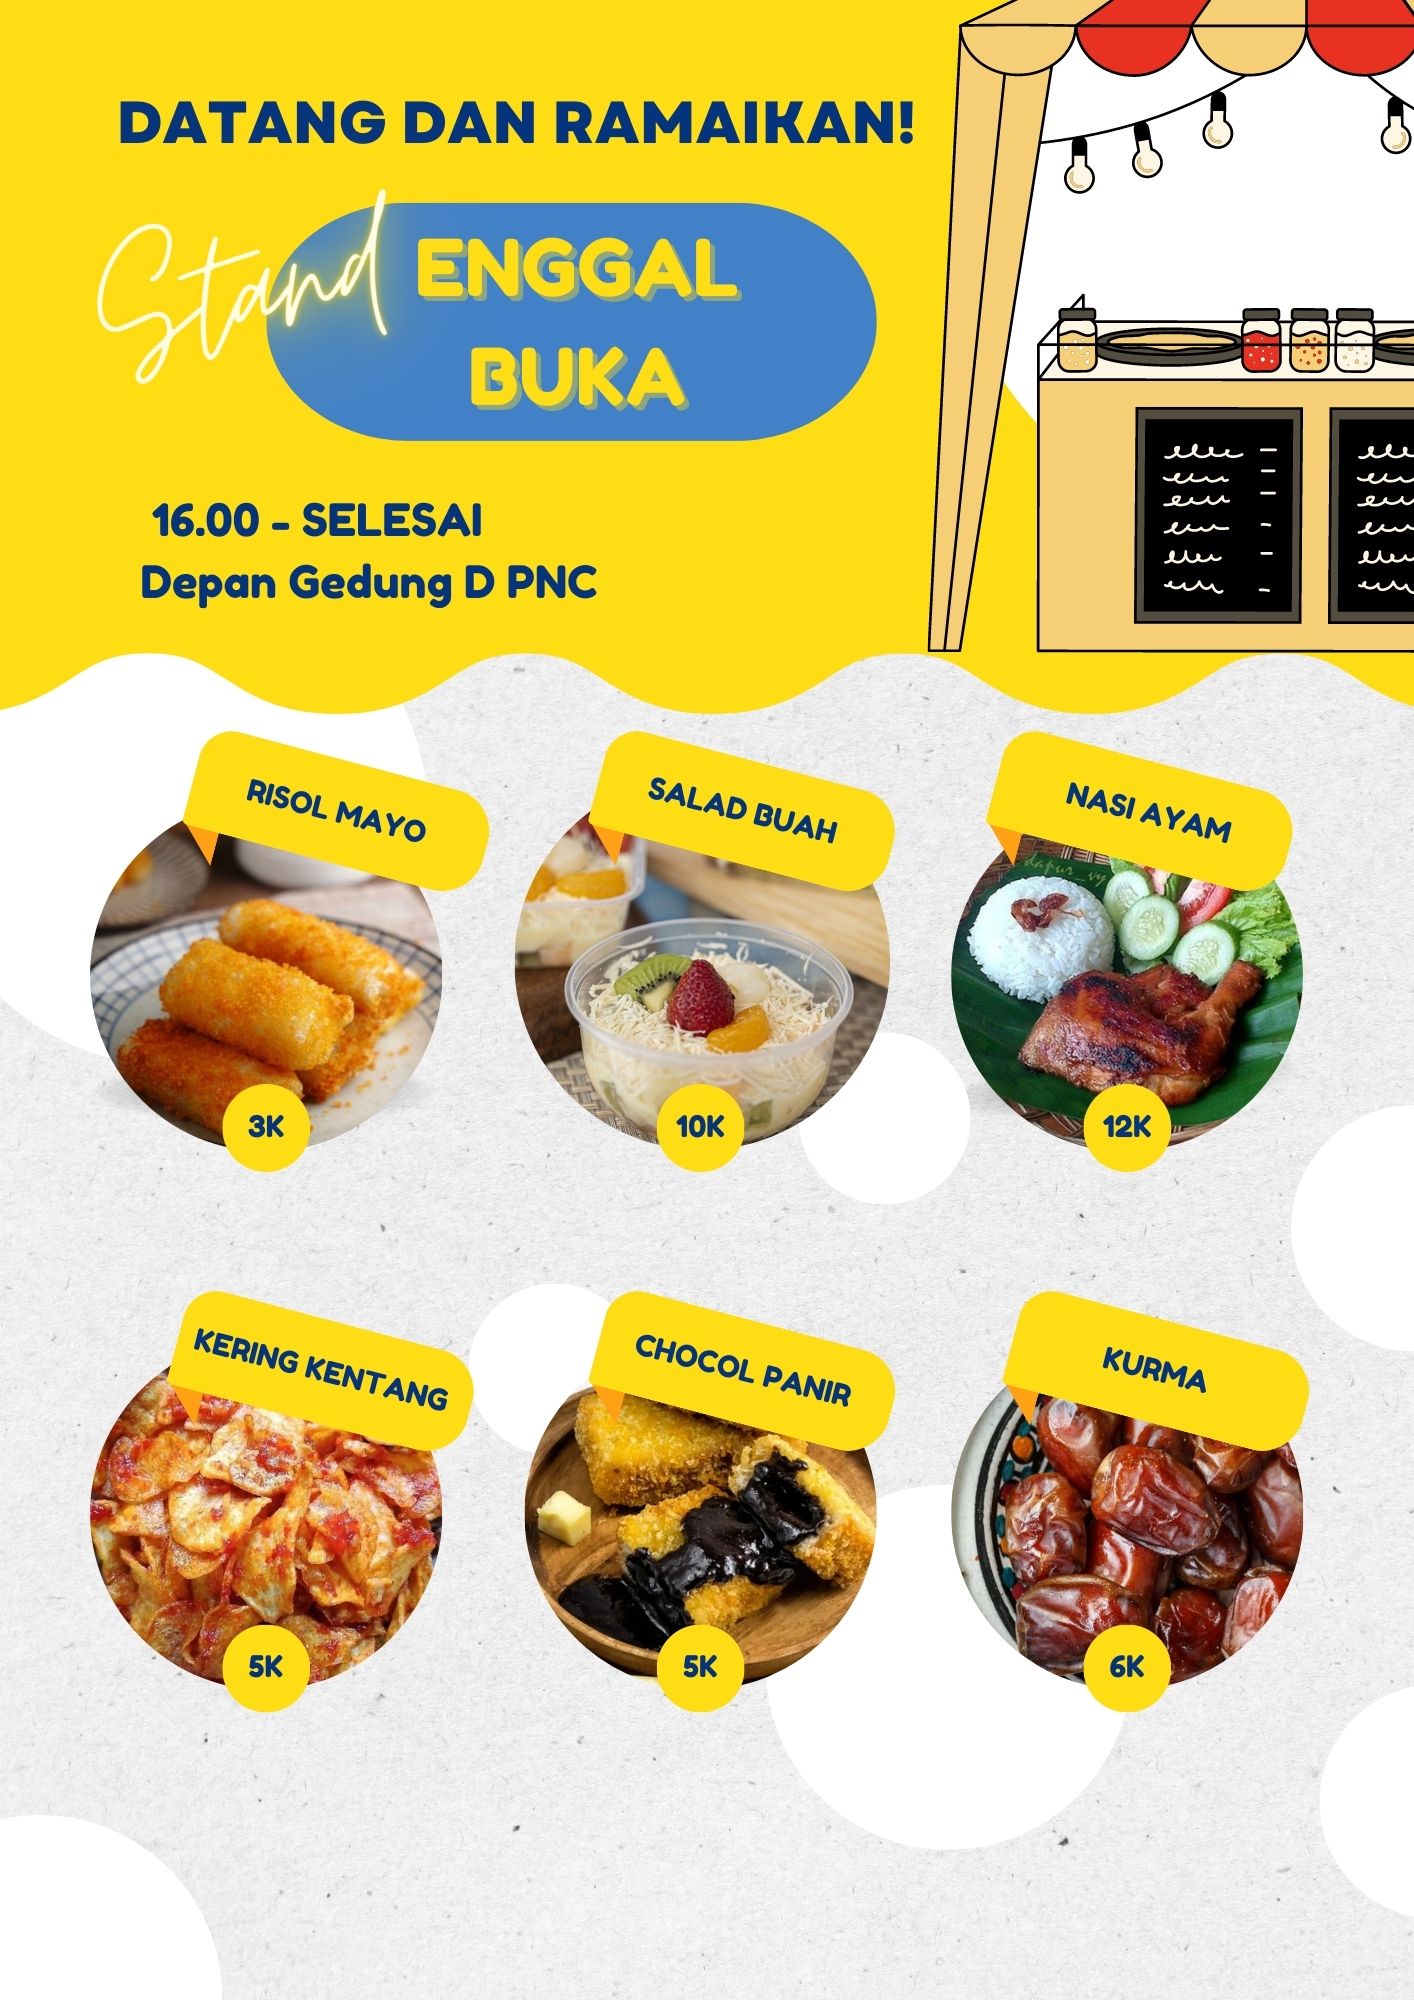 DATANG DAN RAMAIKAN!
Stand ENGGAL
BUKA
16.00 - SELESAI
Depan Gedung D PNC
RISOL MAYO
SALAD BUAH
NASI AYAM
dapur_vy
3K
10K
12K
KERING KENTANG
CHOCOL PANIR
KURMA
5K
5K
6K